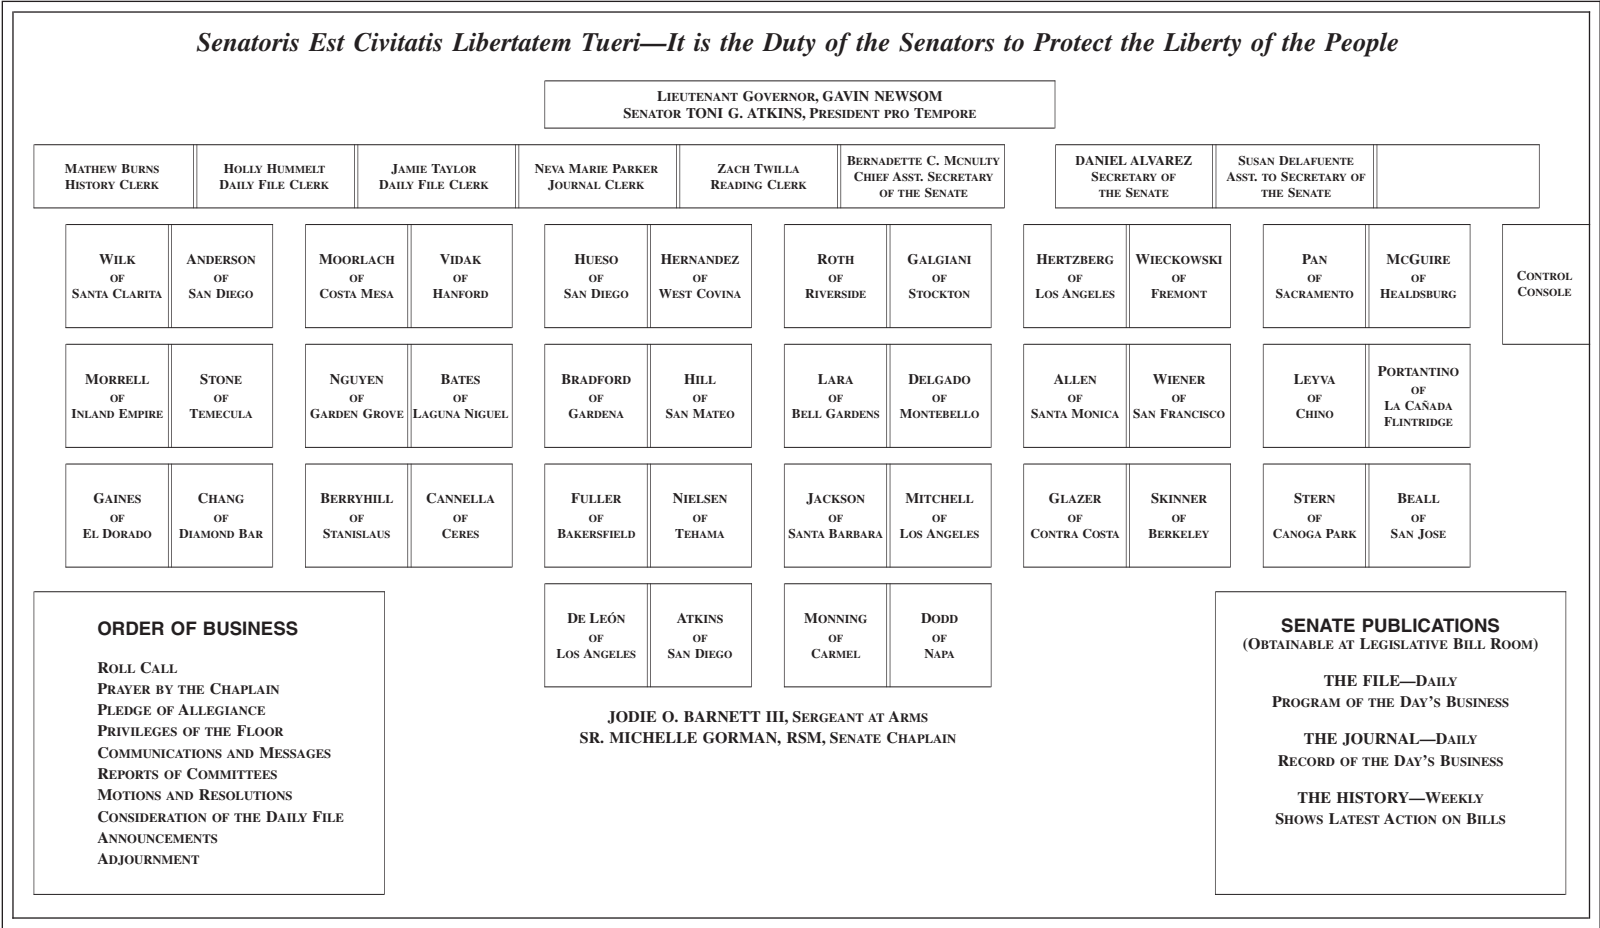 Senatoris Est Civitatis Libertatem Tueri—It is the Duty of the Senators to Protect the Liberty of the People
Lieutenant Governor, GAVIN NEWSOM
Senator TONI G. ATKINS, President pro Tempore
Mathew Burns
History Clerk
Holly Hummelt
Daily File Clerk
Jamie Taylor
Daily File Clerk
Neva Marie Parker
Journal Clerk
Zach Twilla
Reading Clerk
Bernadette C. Mcnulty
Chief Asst. Secretary
of the Senate
DANIEL ALVAREZ
Secretary of
the Senate
Susan Delafuente
Asst. to Secretary of
the Senate
Wilk
of
Santa Clarita
Anderson
of
San Diego
Moorlach
of
Costa Mesa
Vidak
of
Hanford
Hueso
of
San Diego
Hernandez
of
West Covina
Roth
of
Riverside
Galgiani
of
Stockton
Hertzberg
of
Los Angeles
Wieckowski
of
Fremont
Pan
of
Sacramento
McGuire
of
Healdsburg
Control
Console
Morrell
of
Inland Empire
Stone
of
Temecula
Nguyen
of
Garden Grove
Bates
of
Laguna Niguel
Bradford
of
Gardena
Hill
of
San Mateo
Lara
of
Bell Gardens
Delgado
of
Montebello
Allen
of
Santa Monica
Wiener
of
San Francisco
Leyva
of
Chino
Portantino
of
La Cañada
Flintridge
Gaines
of
El Dorado
Chang
of
Diamond Bar
Berryhill
of
Stanislaus
Cannella
of
Ceres
Fuller
of
Bakersfield
Nielsen
of
Tehama
Jackson
of
Santa Barbara
Mitchell
of
Los Angeles
Glazer
of
Contra Costa
Skinner
of
Berkeley
Stern
of
Canoga Park
Beall
of
San Jose
De León
of
Los Angeles
Atkins
of
San Diego
Monning
of
Carmel
Dodd
of
Napa
JODIE O. BARNETT III, Sergeant at Arms
SR. MICHELLE GORMAN, RSM, Senate Chaplain
ORDER OF BUSINESS
Roll Call
Prayer by the Chaplain
Pledge of Allegiance
Privileges of the Floor
Communications and Messages
Reports of Committees
Motions and Resolutions
Consideration of the Daily File
Announcements
Adjournment
SENATE PUBLICATIONS
(Obtainable at Legislative Bill Room)
THE FILE—Daily
Program of the Day's Business
THE JOURNAL—Daily
Record of the Day's Business
THE HISTORY—Weekly
Shows Latest Action on Bills